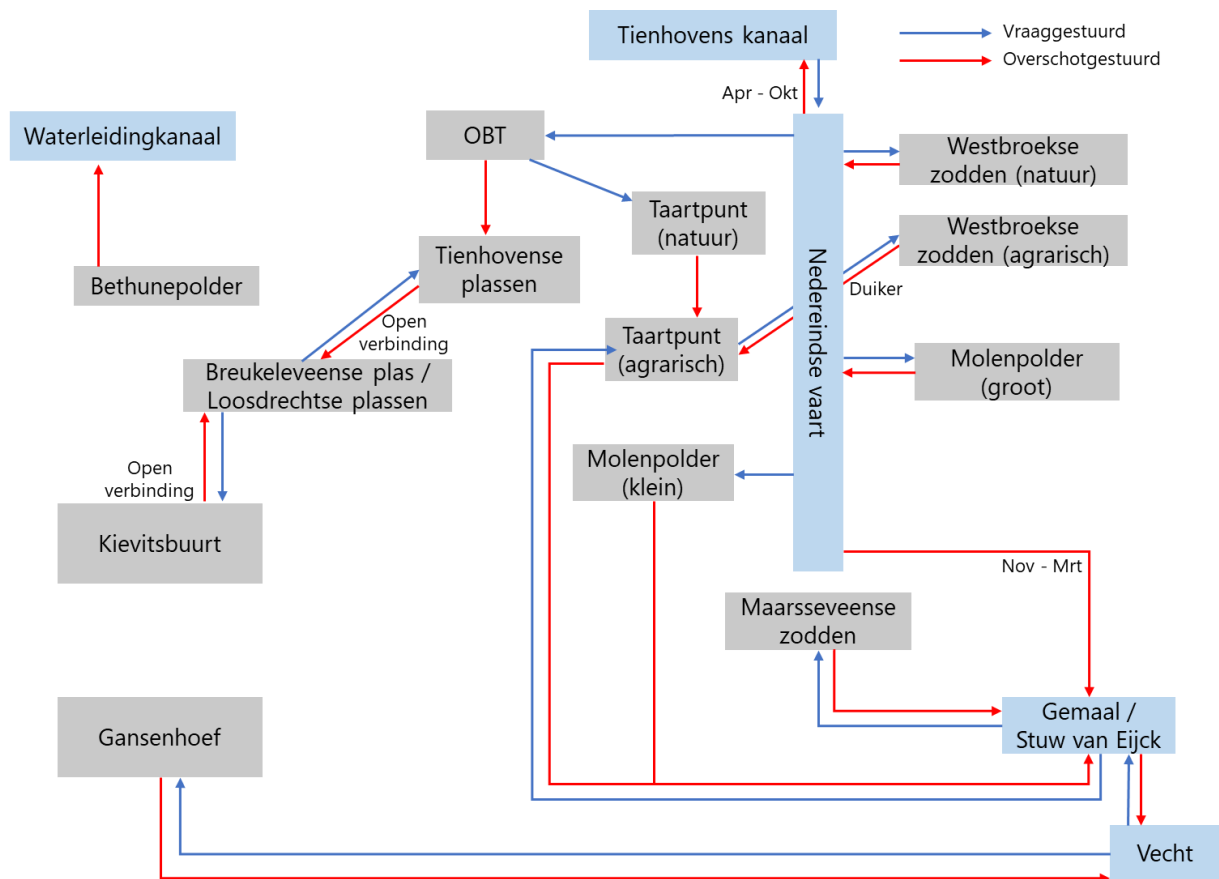 Tienhovens kanaal
Vraaggestuurd
Overschotgestuurd
Apr - Okt
Waterleidingkanaal
OBT
Westbroekse
zodden (natuur)
Taartpunt
(natuur)
Westbroekse
zodden (agrarisch)
Tienhovense
plassen
Bethunepolder
Nedereindse vaart
Duiker
Open
verbinding
Taartpunt
(agrarisch)
Molenpolder
(groot)
Breukeleveense plas /
Loosdrechtse plassen
Open
verbinding
Molenpolder
(klein)
Kievitsbuurt
Nov - Mrt
Maarsseveense
zodden
Gansenhoef
Gemaal /
Stuw van Eijck
Vecht